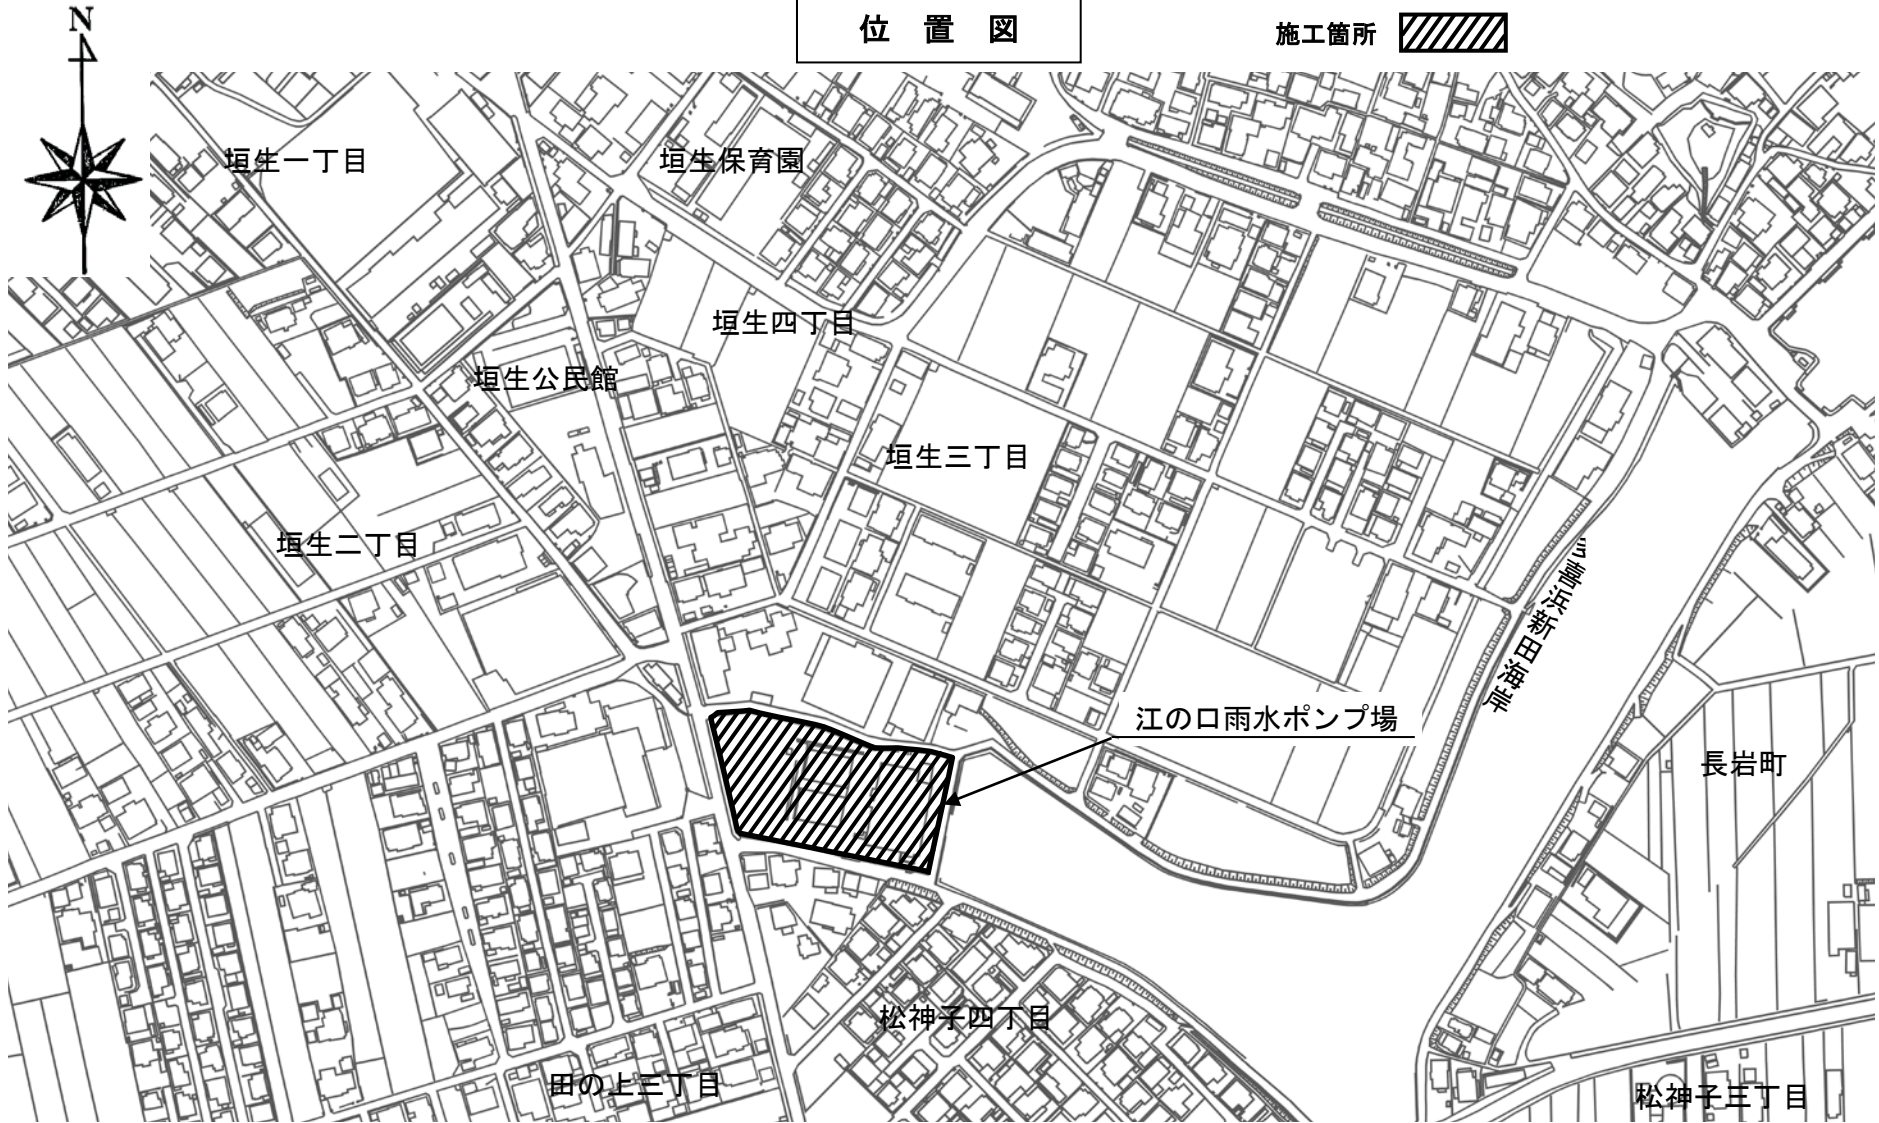 N
位 置 図
施工箇所
垣生一丁目
垣生保育園
垣生四丁目
垣生公民館
垣生三丁目
垣生二丁目
喜浜新田海岸
江の口雨水ポンプ場
長岩町
松神子四丁目
田の上三丁目
松神子三丁目